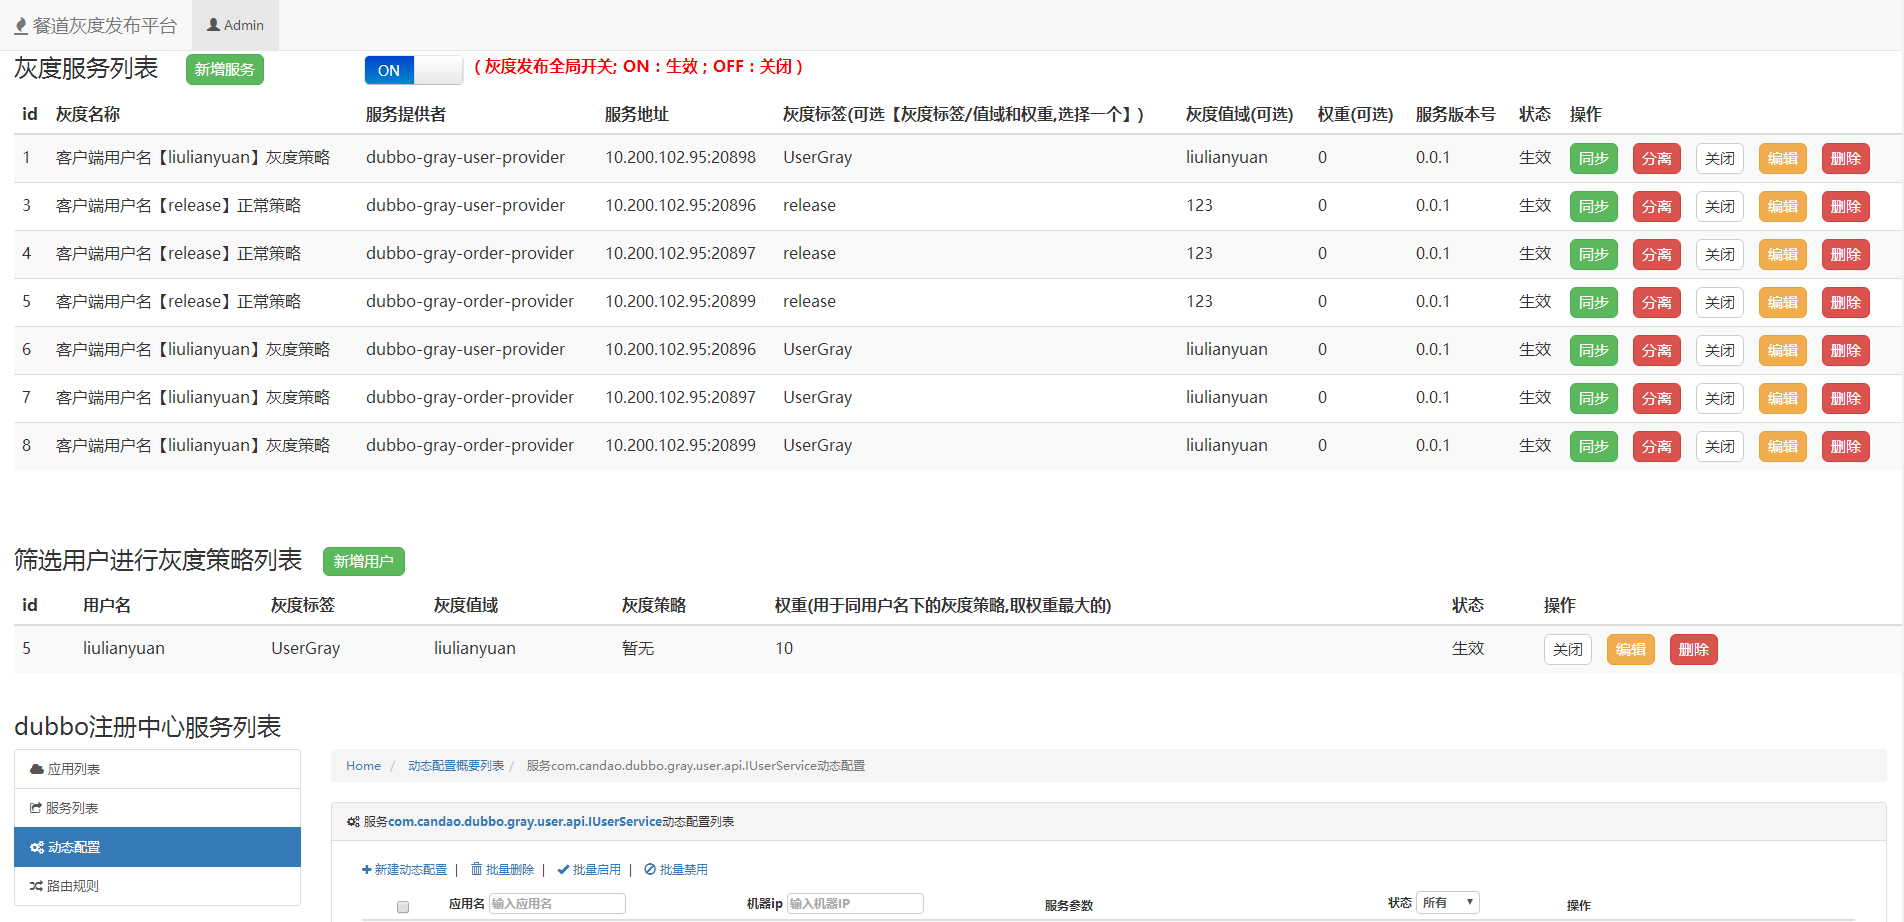 餐道灰度发布平台 Admin
灰度服务列表 新增服务 ON ( 灰度发布全局开关; ON：生效；OFF：关闭 )
id 灰度名称 服务提供者 服务地址 灰度标签(可选【灰度标签/值域和权重,选择一个】) 灰度值域(可选) 权重(可选) 服务版本号 状态 操作
1 客户端用户名【liulianyuan】灰度策略 dubbo-gray-user-provider 10.200.102.95:20898 UserGray liulianyuan 0 0.0.1 生效 同步 分离 关闭 编辑 删除
3 客户端用户名【release】正常策略 dubbo-gray-user-provider 10.200.102.95:20896 release 123 0 0.0.1 生效 同步 分离 关闭 编辑 删除
4 客户端用户名【release】正常策略 dubbo-gray-order-provider 10.200.102.95:20897 release 123 0 0.0.1 生效 同步 分离 关闭 编辑 删除
5 客户端用户名【release】正常策略 dubbo-gray-order-provider 10.200.102.95:20899 release 123 0 0.0.1 生效 同步 分离 关闭 编辑 删除
6 客户端用户名【liulianyuan】灰度策略 dubbo-gray-user-provider 10.200.102.95:20896 UserGray liulianyuan 0 0.0.1 生效 同步 分离 关闭 编辑 删除
7 客户端用户名【liulianyuan】灰度策略 dubbo-gray-order-provider 10.200.102.95:20897 UserGray liulianyuan 0 0.0.1 生效 同步 分离 关闭 编辑 删除
8 客户端用户名【liulianyuan】灰度策略 dubbo-gray-order-provider 10.200.102.95:20899 UserGray liulianyuan 0 0.0.1 生效 同步 分离 关闭 编辑 删除
筛选用户进行灰度策略列表 新增用户
id 用户名 灰度标签 灰度值域 灰度策略 权重(用于同用户名下的灰度策略,取权重最大的) 状态 操作
5 liulianyuan UserGray liulianyuan 暂无 10 生效 关闭 编辑 删除
dubbo注册中心服务列表
应用列表
服务列表
动态配置
路由规则
Home / 动态配置概要列表 / 服务com.candao.dubbo.gray.user.api.IUserService动态配置
服务com.candao.dubbo.gray.user.api.IUserService动态配置列表
新建动态配置 | 批量删除 | 批量启用 | 批量禁用
应用名 输入应用名 机器ip 输入机器IP 服务参数 状态 所有 操作